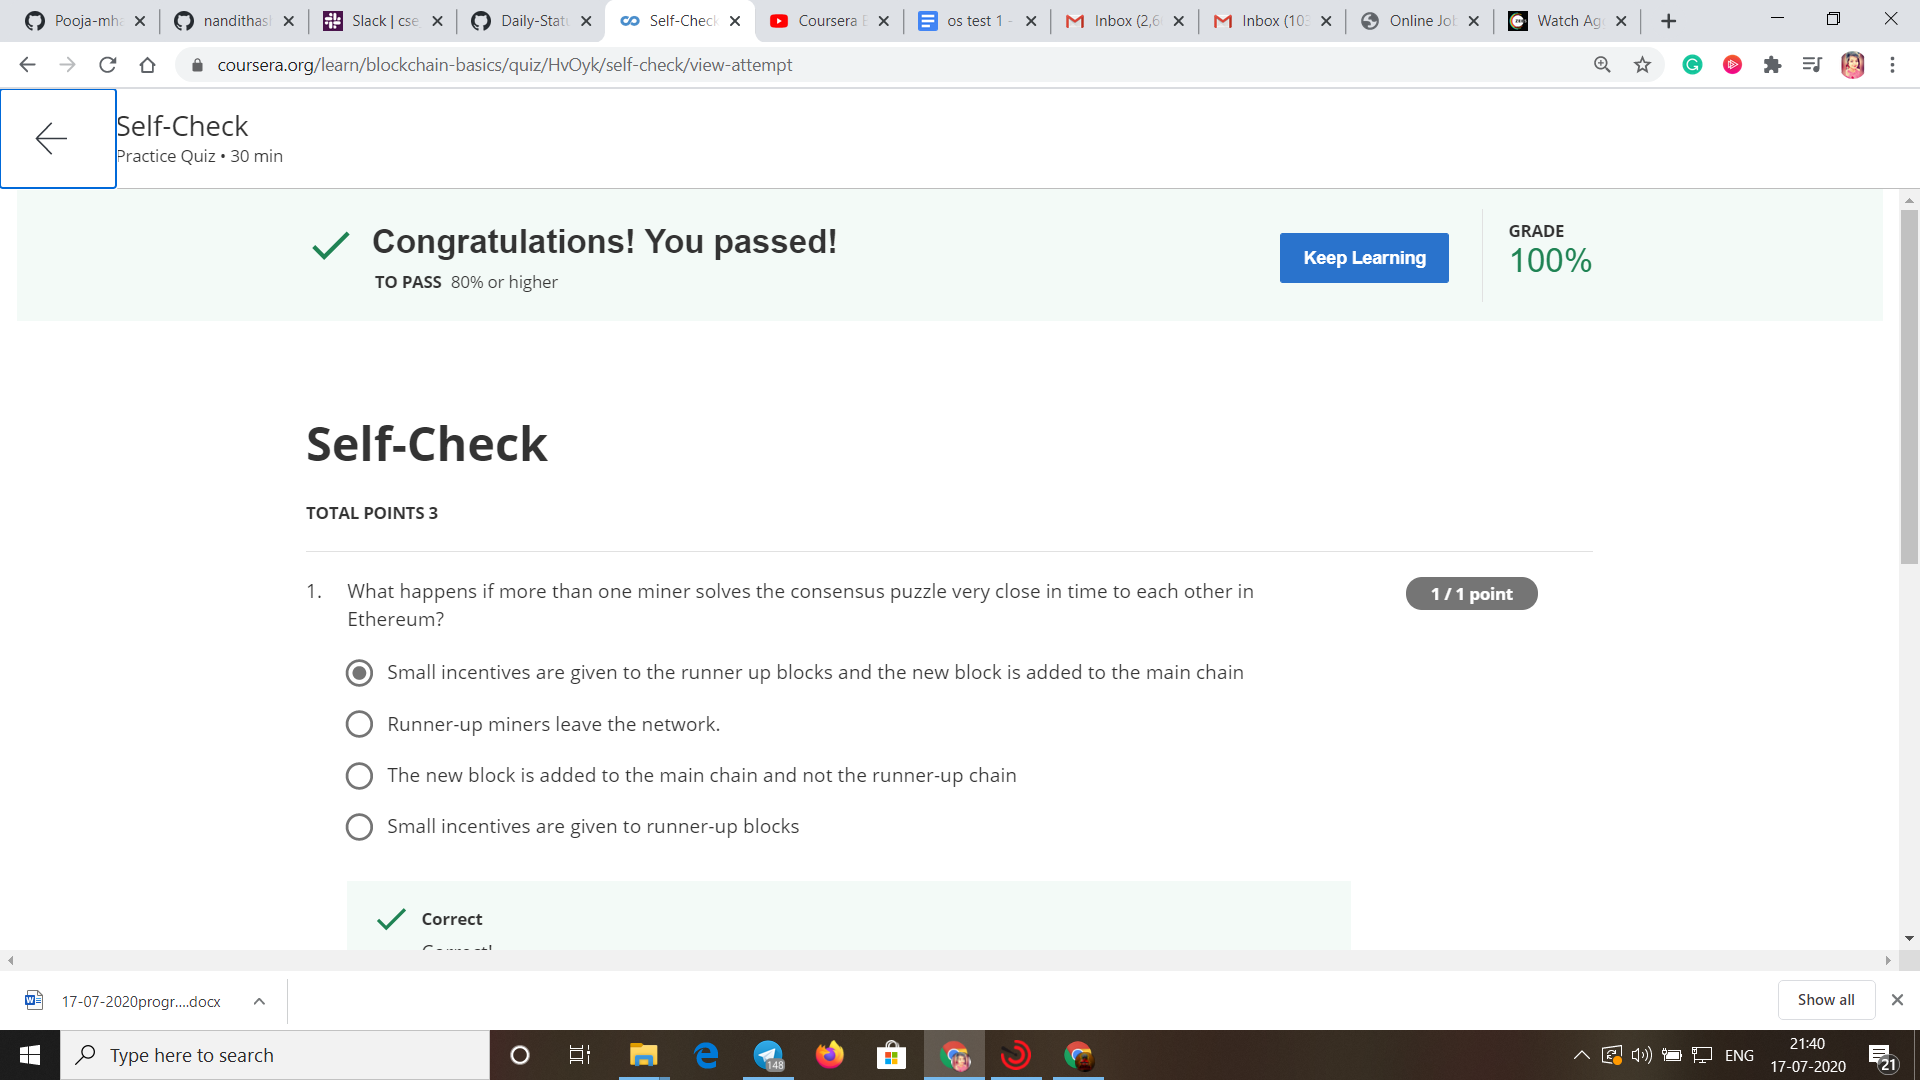 Pooja-mha
nanditha
Slack | cse
Daily-Statu
Self-Check
Coursera
os test 1 -
Inbox (2,6
Inbox (103
Online Job
Watch Ag
coursera.org/learn/blockchain-basics/quiz/HvOyk/self-check/view-attempt
Self-Check
Practice Quiz • 30 min
Congratulations! You passed!
TO PASS 80% or higher
Keep Learning
GRADE
100%
Self-Check
TOTAL POINTS 3
1. What happens if more than one miner solves the consensus puzzle very close in time to each other in
Ethereum?
1 / 1 point
Small incentives are given to the runner up blocks and the new block is added to the main chain
Runner-up miners leave the network.
The new block is added to the main chain and not the runner-up chain
Small incentives are given to runner-up blocks
Correct
Correct!
17-07-2020progr....docx
Show all
Type here to search
148
ENG
21:40
17-07-2020
21